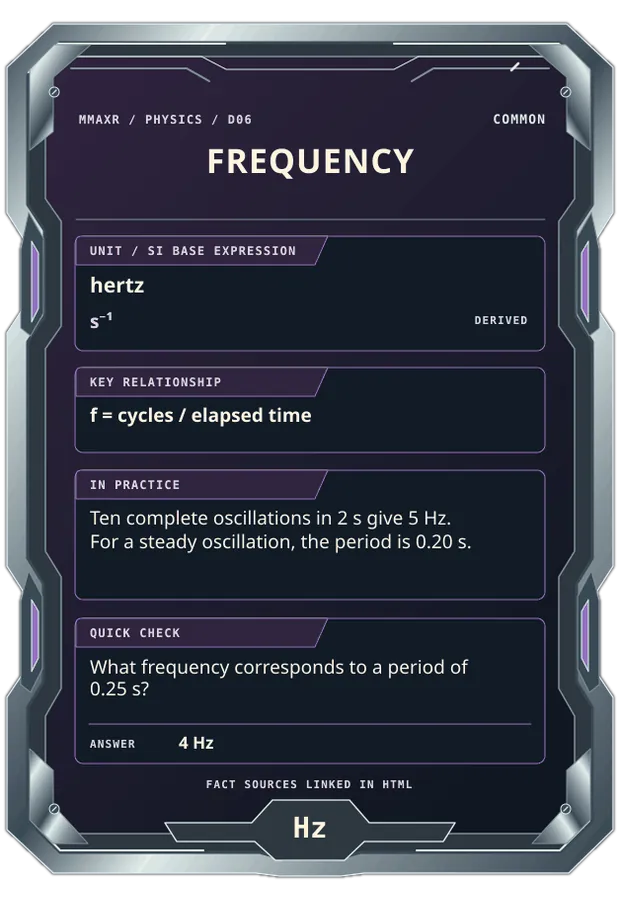 MMAXR / PHYSICS / D06
COMMON
FREQUENCY
UNIT / SI BASE EXPRESSION
hertz
s⁻¹
DERIVED
KEY RELATIONSHIP
f = cycles / elapsed time
IN PRACTICE
Ten complete oscillations in 2 s give 5 Hz.
For a steady oscillation, the period is 0.20 s.
QUICK CHECK
What frequency corresponds to a period of
0.25 s?
ANSWER 4 Hz
FACT SOURCES LINKED IN HTML
Hz